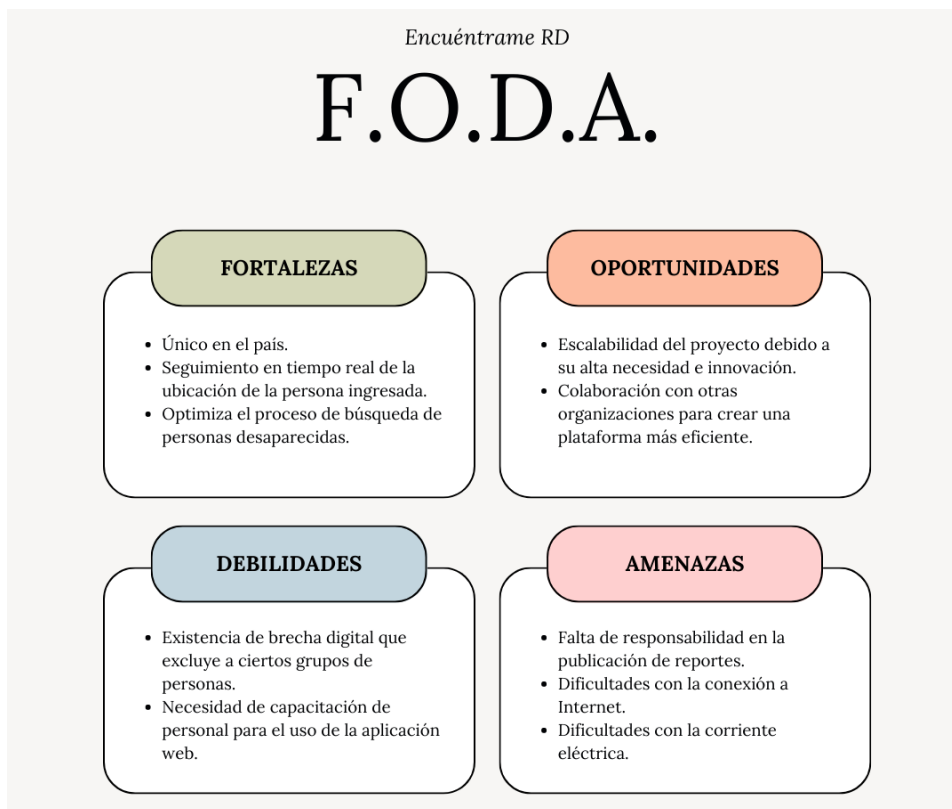 Encuéntrame RD
F.O.D.A.
FORTALEZAS
• Único en el país.
• Seguimiento en tiempo real de la
ubicación de la persona ingresada.
• Optimiza el proceso de búsqueda de
personas desaparecidas.
OPORTUNIDADES
• Escalabilidad del proyecto debido a
su alta necesidad e innovación.
• Colaboración con otras
organizaciones para crear una
plataforma más eficiente.
DEBILIDADES
• Existencia de brecha digital que
excluye a ciertos grupos de
personas.
• Necesidad de capacitación de
personal para el uso de la aplicación
web.
AMENAZAS
• Falta de responsabilidad en la
publicación de reportes.
• Dificultades con la conexión a
Internet.
• Dificultades con la corriente
eléctrica.